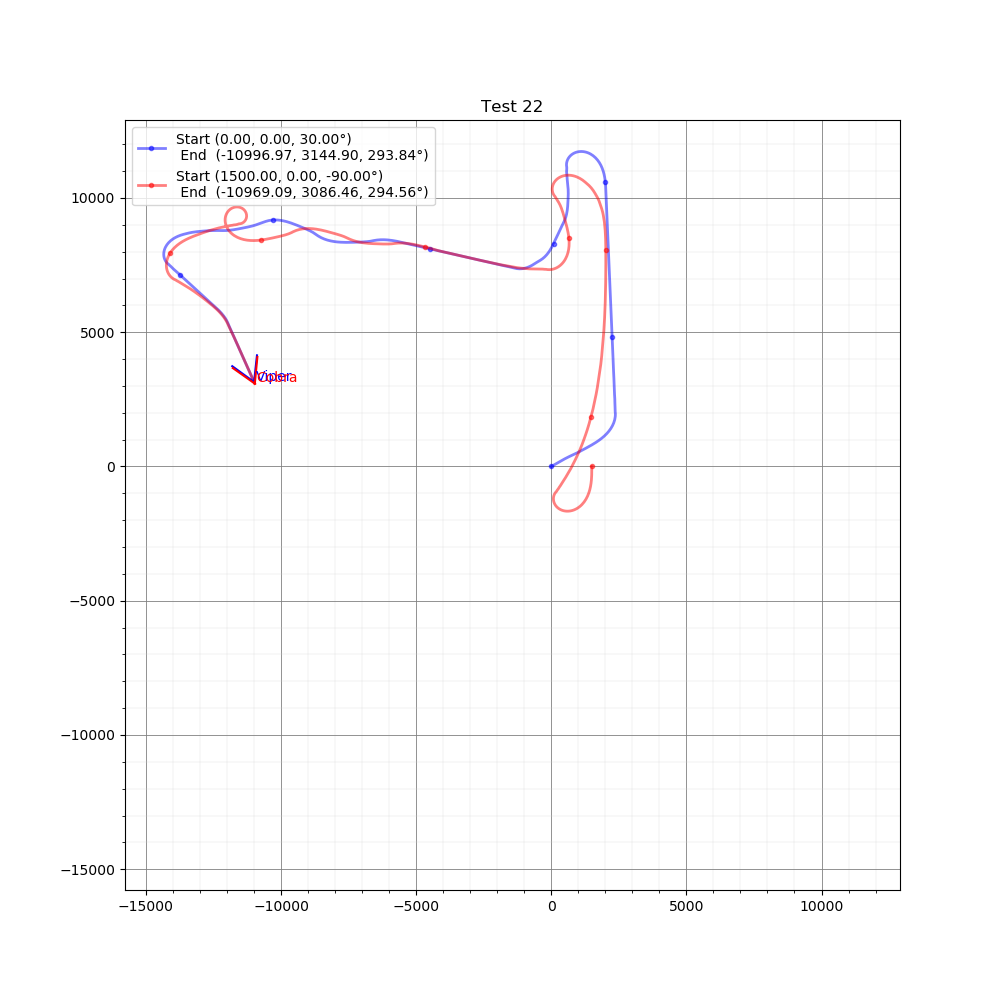 Test 22
Start (0.00, 0.00, 30.00°)
End (-10996.97, 3144.90, 293.84°)
Start (1500.00, 0.00, -90.00°)
End (-10969.09, 3086.46, 294.56°)
10000
5000
0
−5000
−10000
−15000
−15000
−10000
−5000
0
5000
10000
Viper
Cobra